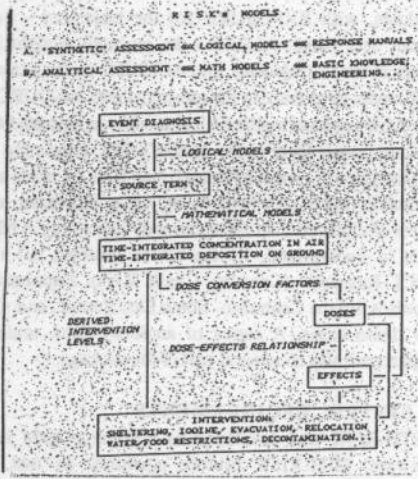 R I S K's MODELS
A. 'SYNTHETIC' ASSESSMENT <<< LOGICAL MODELS <<< RESPONSE MANUALS
B. ANALYTICAL ASSESSMENT <<< MATH MODELS <<< BASIC KNOWLEDGE,
ENGINEERING...
EVENT DIAGNOSIS
LOGICAL MODELS
SOURCE TERM
MATHEMATICAL MODELS
TIME-INTEGRATED CONCENTRATION IN AIR
TIME-INTEGRATED DEPOSITION ON GROUND
DOSE CONVERSION FACTORS
DERIVED
INTERVENTION
LEVELS
DOSES
DOSE-EFFECTS RELATIONSHIP
EFFECTS
INTERVENTION:
SHELTERING, IODINE, EVACUATION, RELOCATION
WATER/FOOD RESTRICTIONS, DECONTAMINATION...